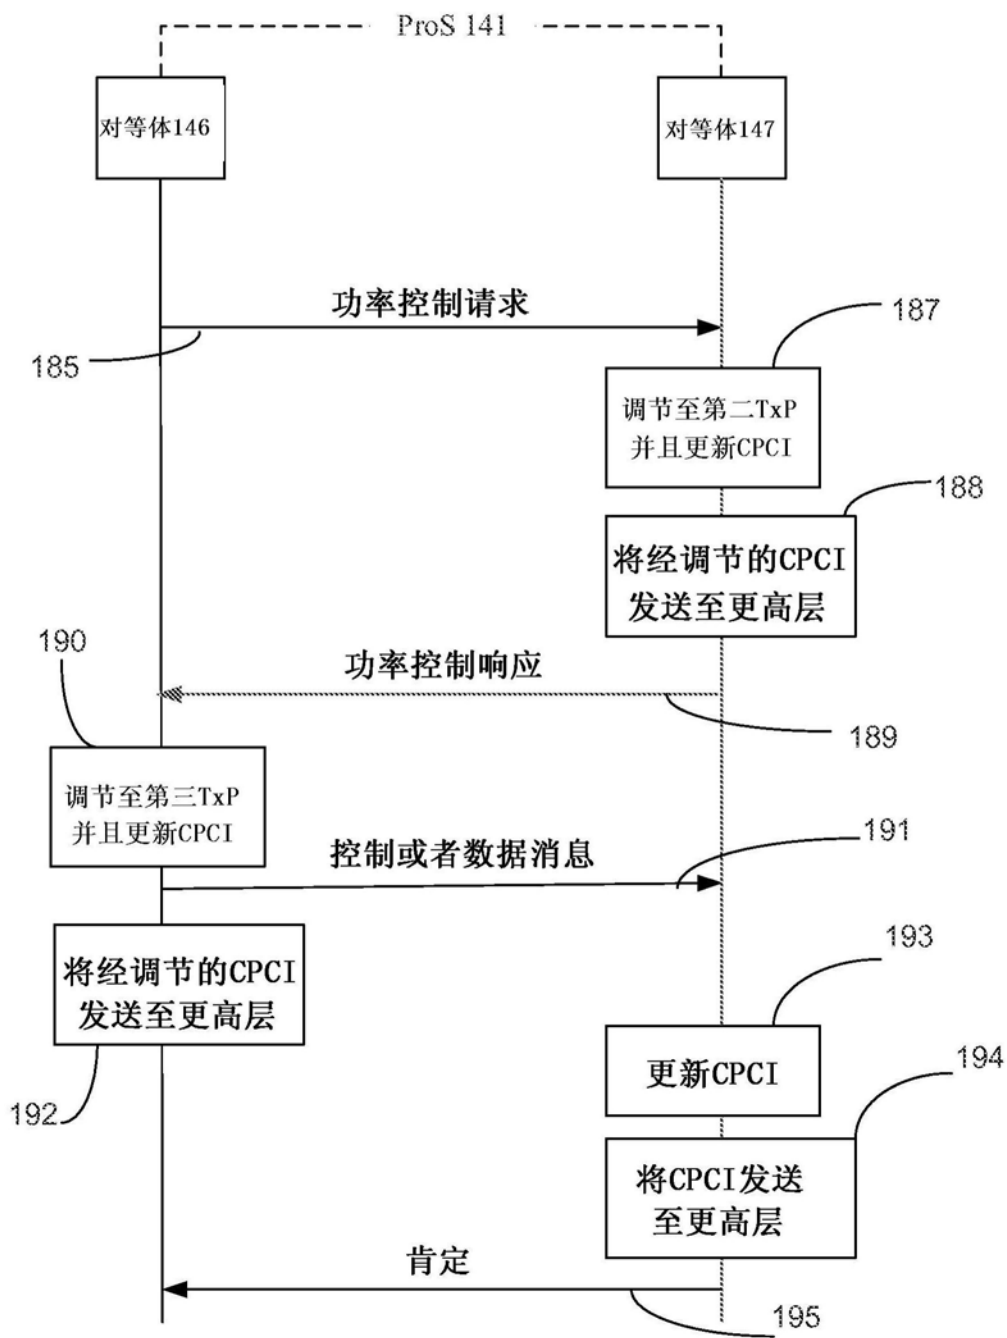 ProS 141
对等体146
对等体147
功率控制请求
185
187
调节至第二TxP
并且更新CPCI
188
将经调节的CPCI
发送至更高层
190
功率控制响应
189
调节至第三TxP
并且更新CPCI
控制或者数据消息
191
将经调节的CPCI
发送至更高层
192
193
更新CPCI
194
将CPCI发送
至更高层
肯定
195